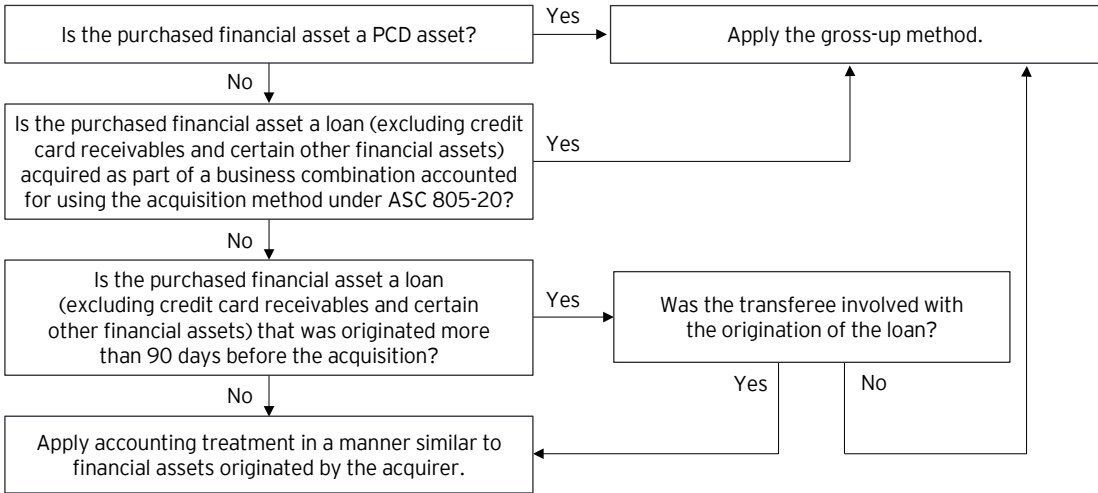 Is the purchased financial asset a PCD asset?
Yes
Apply the gross-up method.
No
Is the purchased financial asset a loan (excluding credit
card receivables and certain other financial assets)
acquired as part of a business combination accounted
for using the acquisition method under ASC 805-20?
Yes
No
Is the purchased financial asset a loan
(excluding credit card receivables and certain
other financial assets) that was originated more
than 90 days before the acquisition?
Yes
Was the transferee involved with
the origination of the loan?
Yes
No
No
Apply accounting treatment in a manner similar to
financial assets originated by the acquirer.